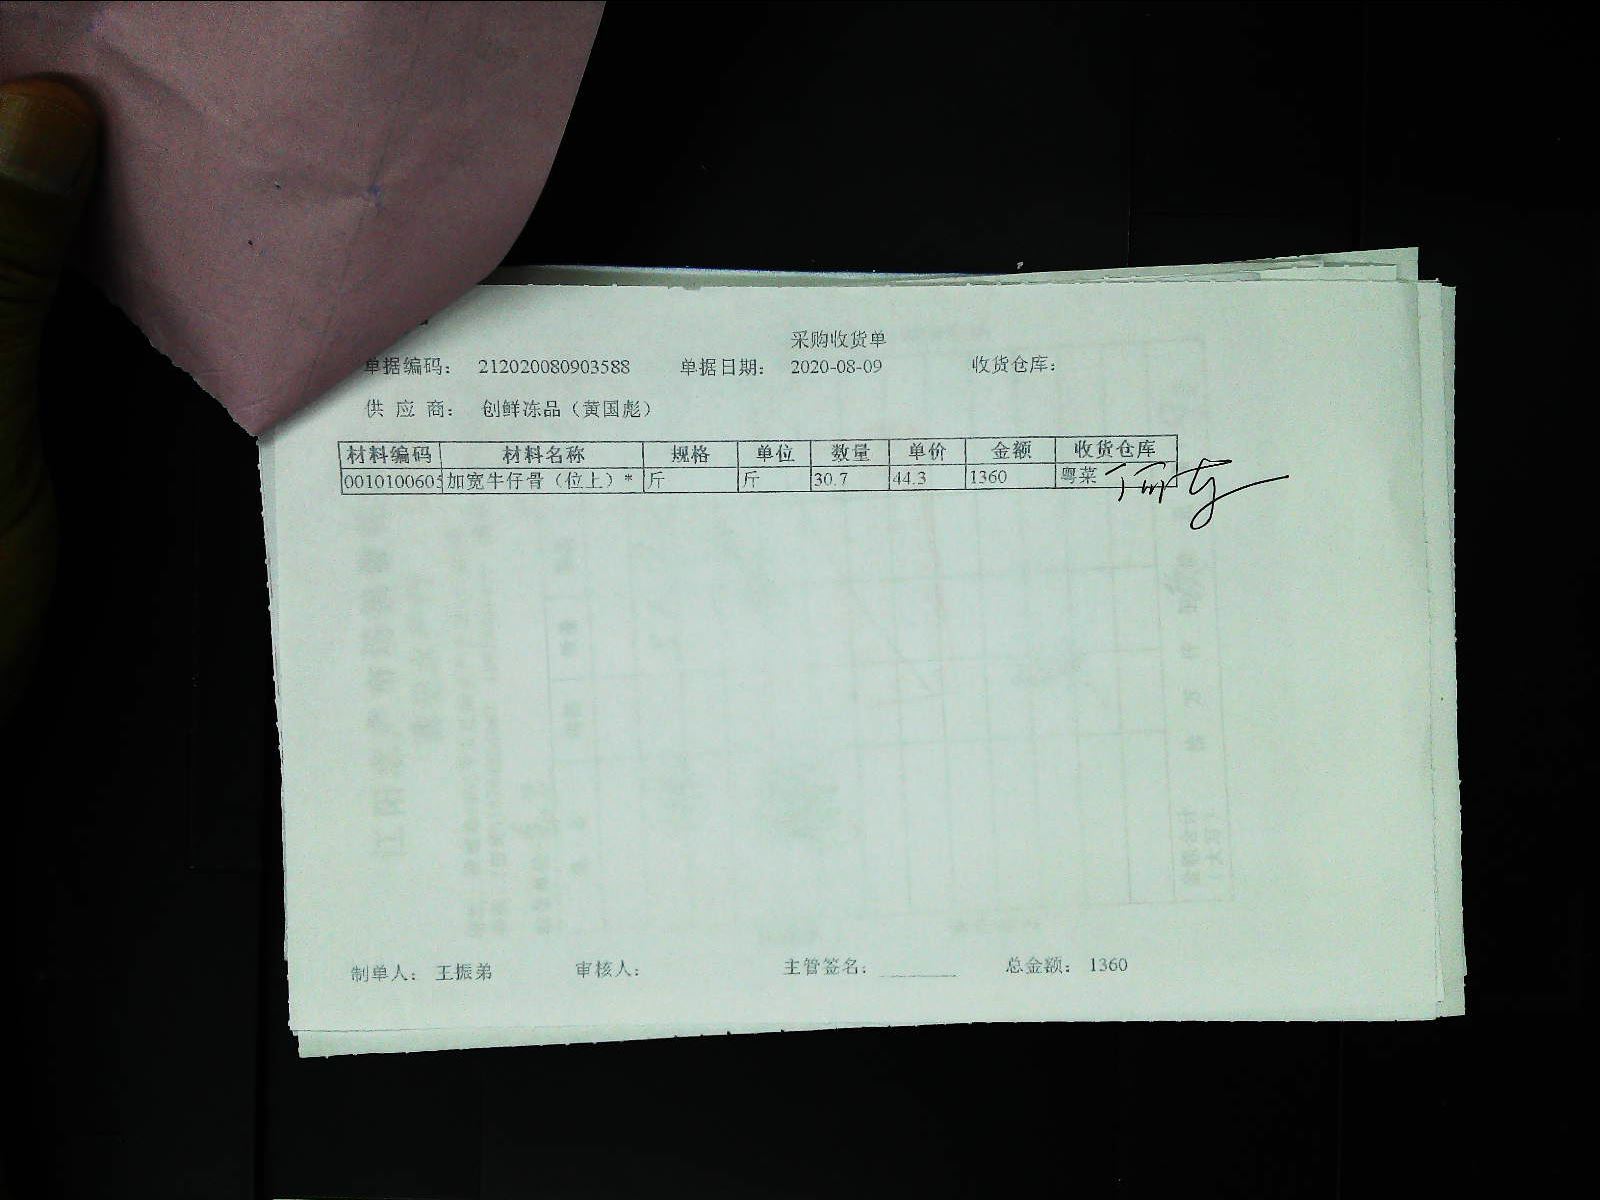 采购收货单
单据编码： 212020080903588 单据日期： 2020-08-09 收货仓库：
供 应 商： 创鲜冻品（黄国彪）
材料编码 材料名称 规格 单位 数量 单价 金额 收货仓库
0010100605 加宽牛仔骨（位上）* 斤 斤 30.7 44.3 1360 粤菜
制单人： 王振弟 审核人： 主管签名： ________ 总金额： 1360